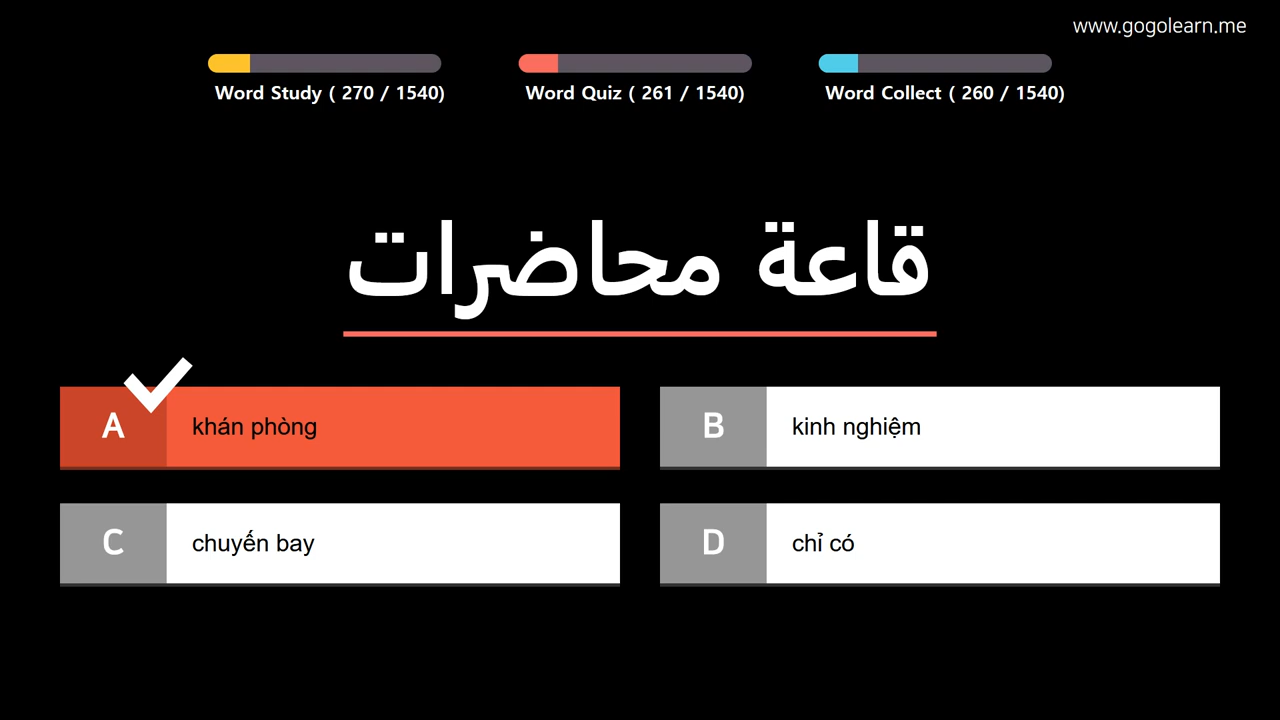 www.gogolearn.me
Word Study ( 270 / 1540)
Word Quiz ( 261 / 1540)
Word Collect ( 260 / 1540)
قاعة محاضرات
A
khán phòng
B
kinh nghiệm
C
chuyến bay
D
chỉ có